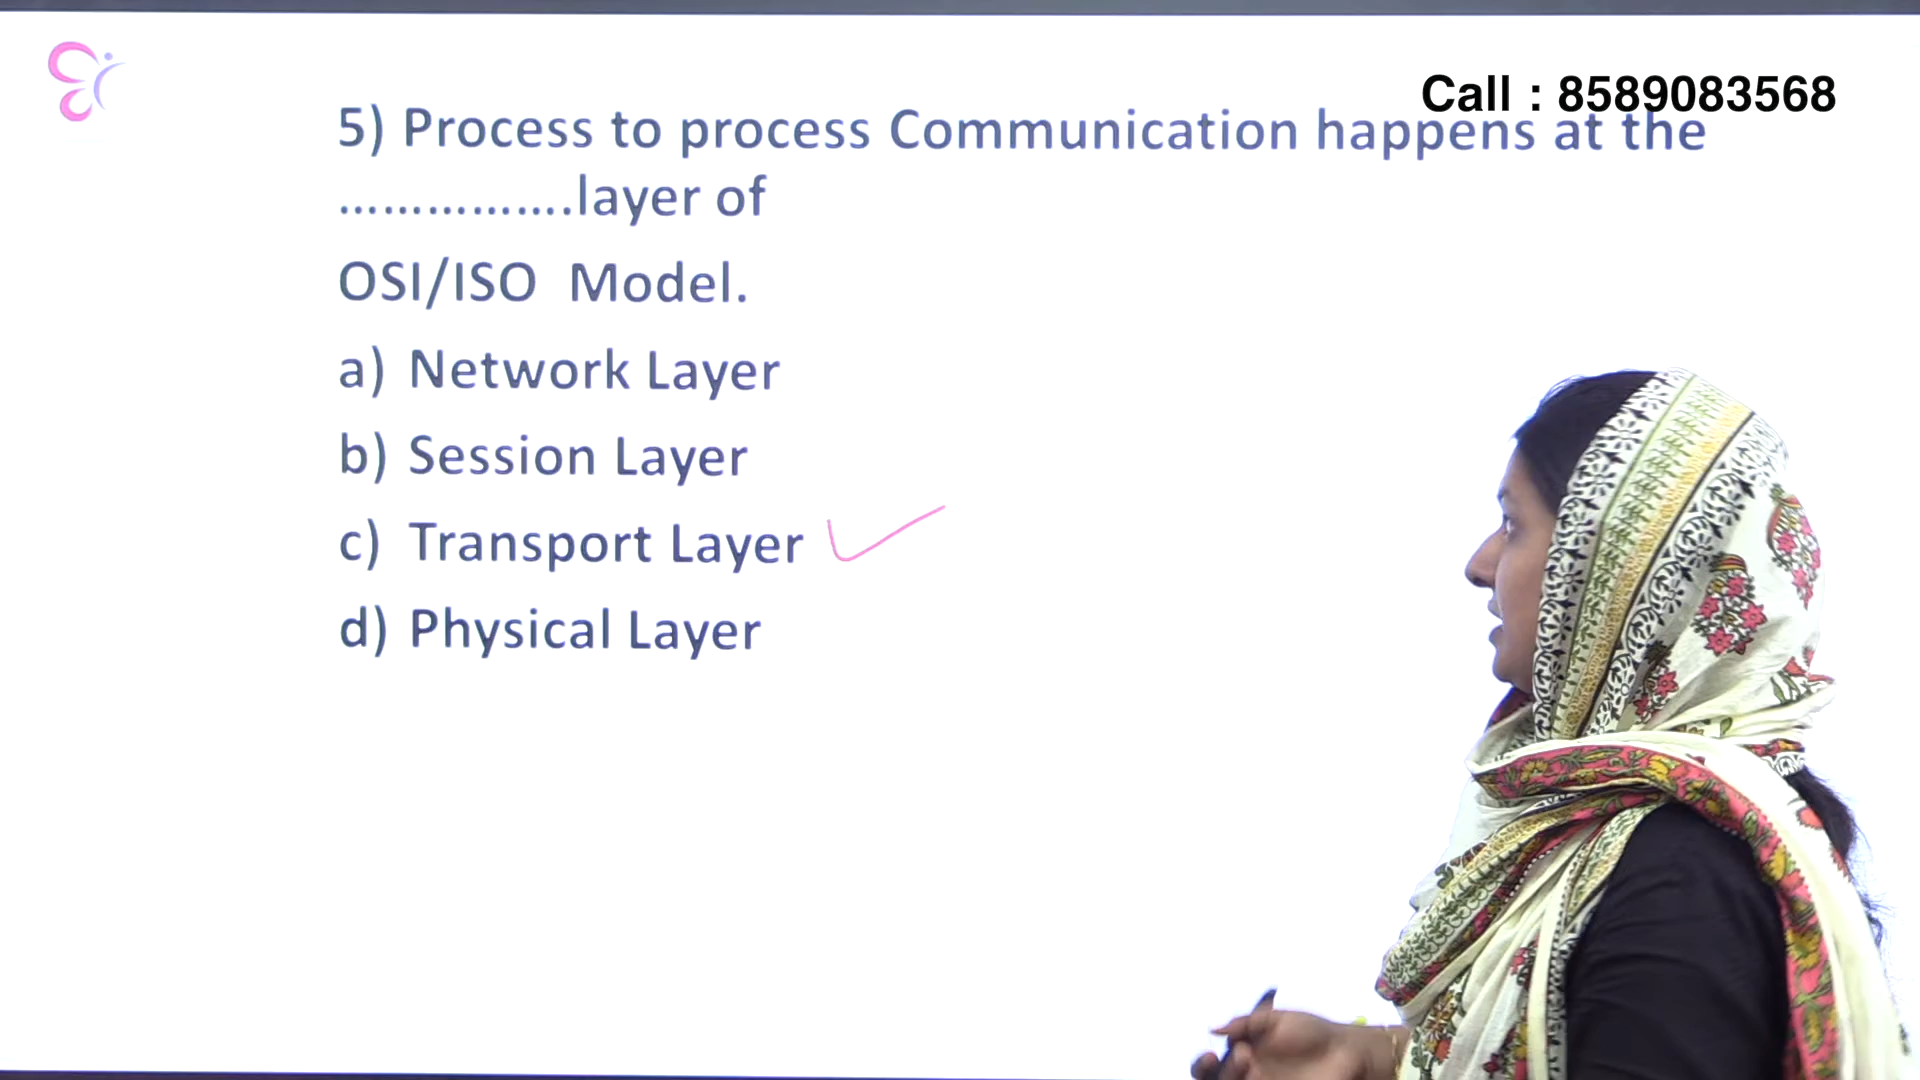 Call : 8589083568
5) Process to process Communication happens at the
................layer of
OSI/ISO Model.
a) Network Layer
b) Session Layer
c) Transport Layer
d) Physical Layer